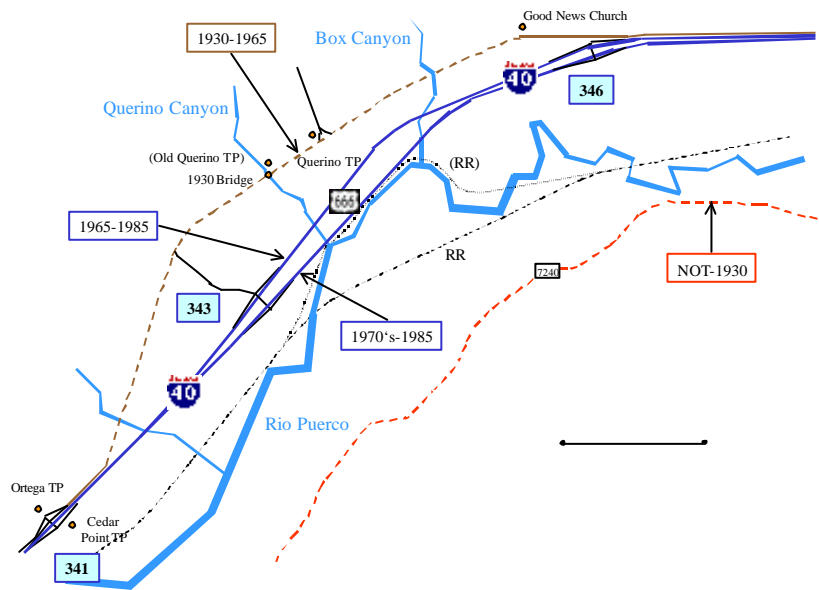 Good News Church
1930-1965
Box Canyon
40
346
Querino Canyon
(Old Querino TP)
Querino TP
(RR)
1930 Bridge
1965-1985
RR
7240
NOT-1930
343
1970's-1985
40
Rio Puerco
Ortega TP
Cedar
Point TP
341